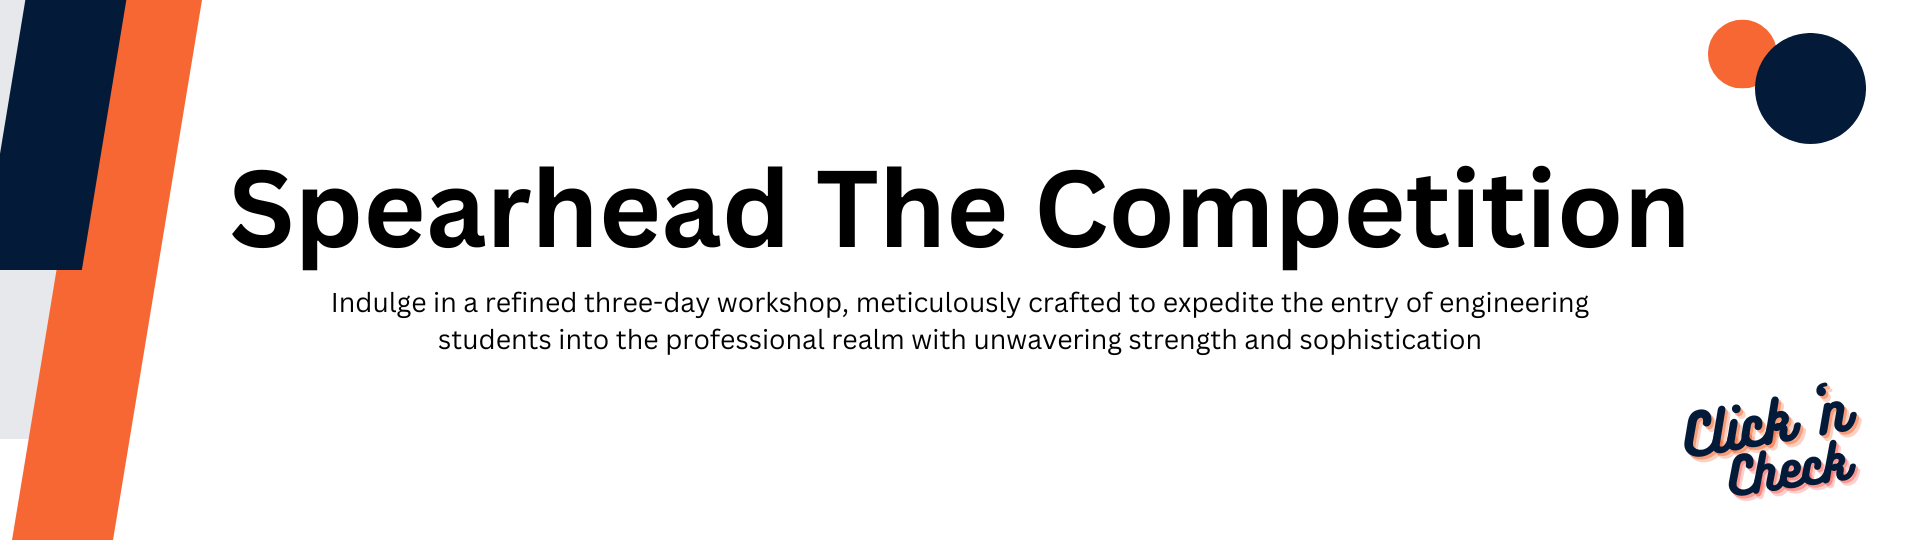 Spearhead The Competition
Indulge in a refined three-day workshop, meticulously crafted to expedite the entry of engineering
students into the professional realm with unwavering strength and sophistication
Click 'n
Check